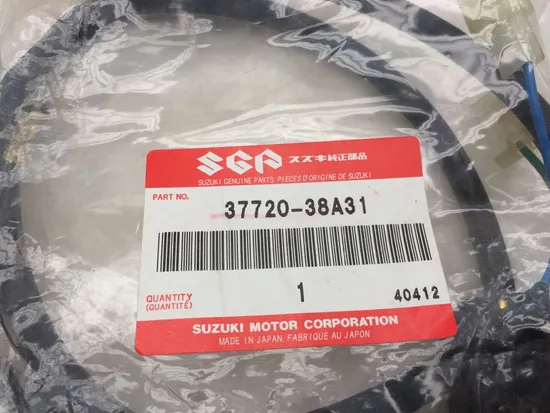 SGP スズキ純正部品
SUZUKI GENUINE PARTS PIECES D'ORIGINE DE SUZUKI
PART NO. 37720-38A31
QUANTITY 1 40412
(QUANTITÉ)
SUZUKI MOTOR CORPORATION
MADE IN JAPAN FABRIQUE AU JAPON